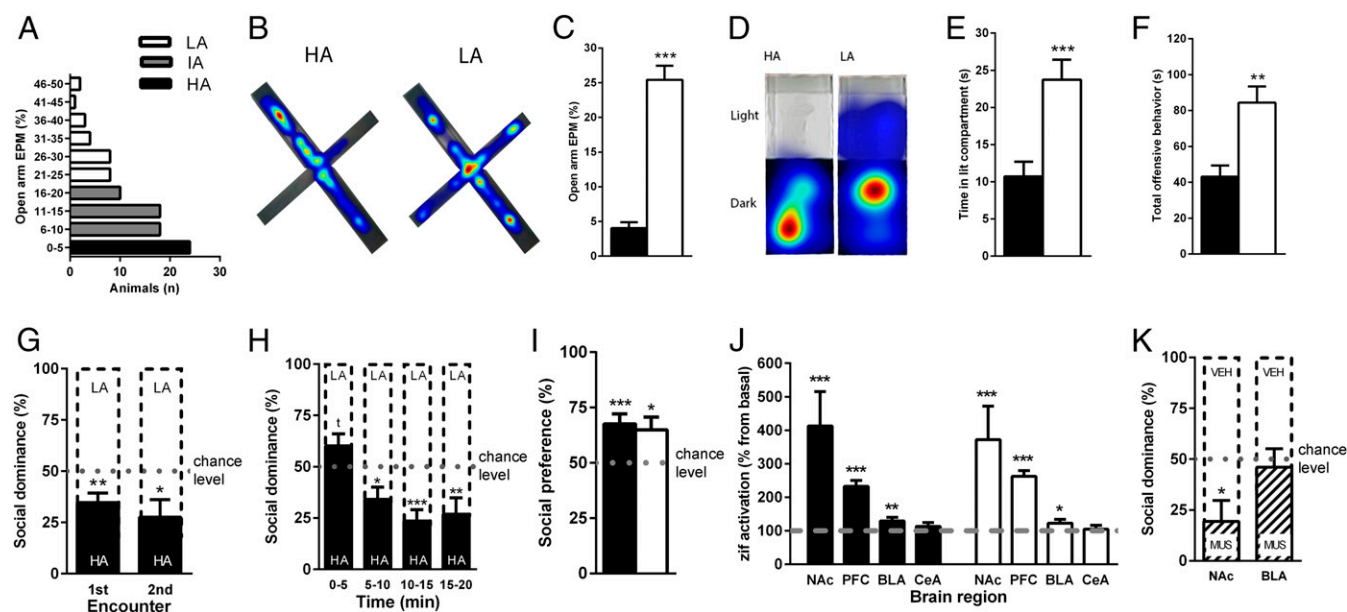 A
LA
IA
HA
Open arm EPM (%)
46-50
41-45
36-40
31-35
26-30
21-25
16-20
11-15
6-10
0-5
0 10 20 30
Animals (n)
B
HA LA
C
***
Open arm EPM (%)
30
25
20
15
10
5
0
D
HA LA
Light
Dark
E
***
Time in lit compartment (s)
30
25
20
15
10
5
0
F
**
Total offensive behavior (s)
120
100
80
60
40
20
0
G
Social dominance (%)
100
75
50
25
0
LA LA
** *
HA HA
chance
level
1st 2nd
Encounter
H
Social dominance (%)
100
75
50
25
0
LA LA LA LA
t * *** **
HA HA HA HA
chance
level
0-5 5-10 10-15 15-20
Time (min)
I
Social preference (%)
100
75
50
25
0
*** *
chance
level
J
zif activation (% from basal)
600
500
400
300
200
100
0
*** *** ** *** *** *
NAc PFC BLA CeA NAc PFC BLA CeA
Brain region
K
Social dominance (%)
100
75
50
25
0
VEH VEH
*
MUS MUS
chance
level
NAc BLA